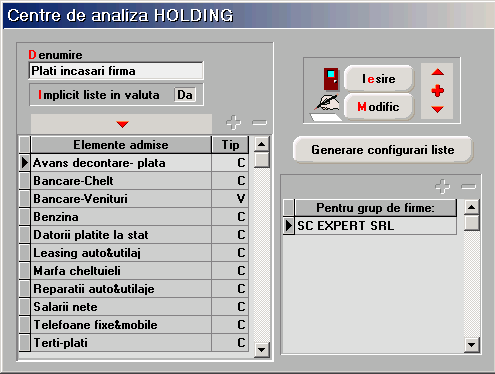 Centre de analiza HOLDING
Denumire
Plati incasari firma
Implicit liste in valuta Da
Iesire
Modific
Generare configurari liste
Elemente admise Tip
Avans decontare- plata C
Bancare-Chelt C
Bancare-Venituri V
Benzina C
Datorii platite la stat C
Leasing auto&utilaj C
Marfa cheltuieli C
Reparatii auto&utilaje C
Salarii nete C
Telefoane fixe&mobile C
Terti-plati C
Pentru grup de firme:
SC EXPERT SRL